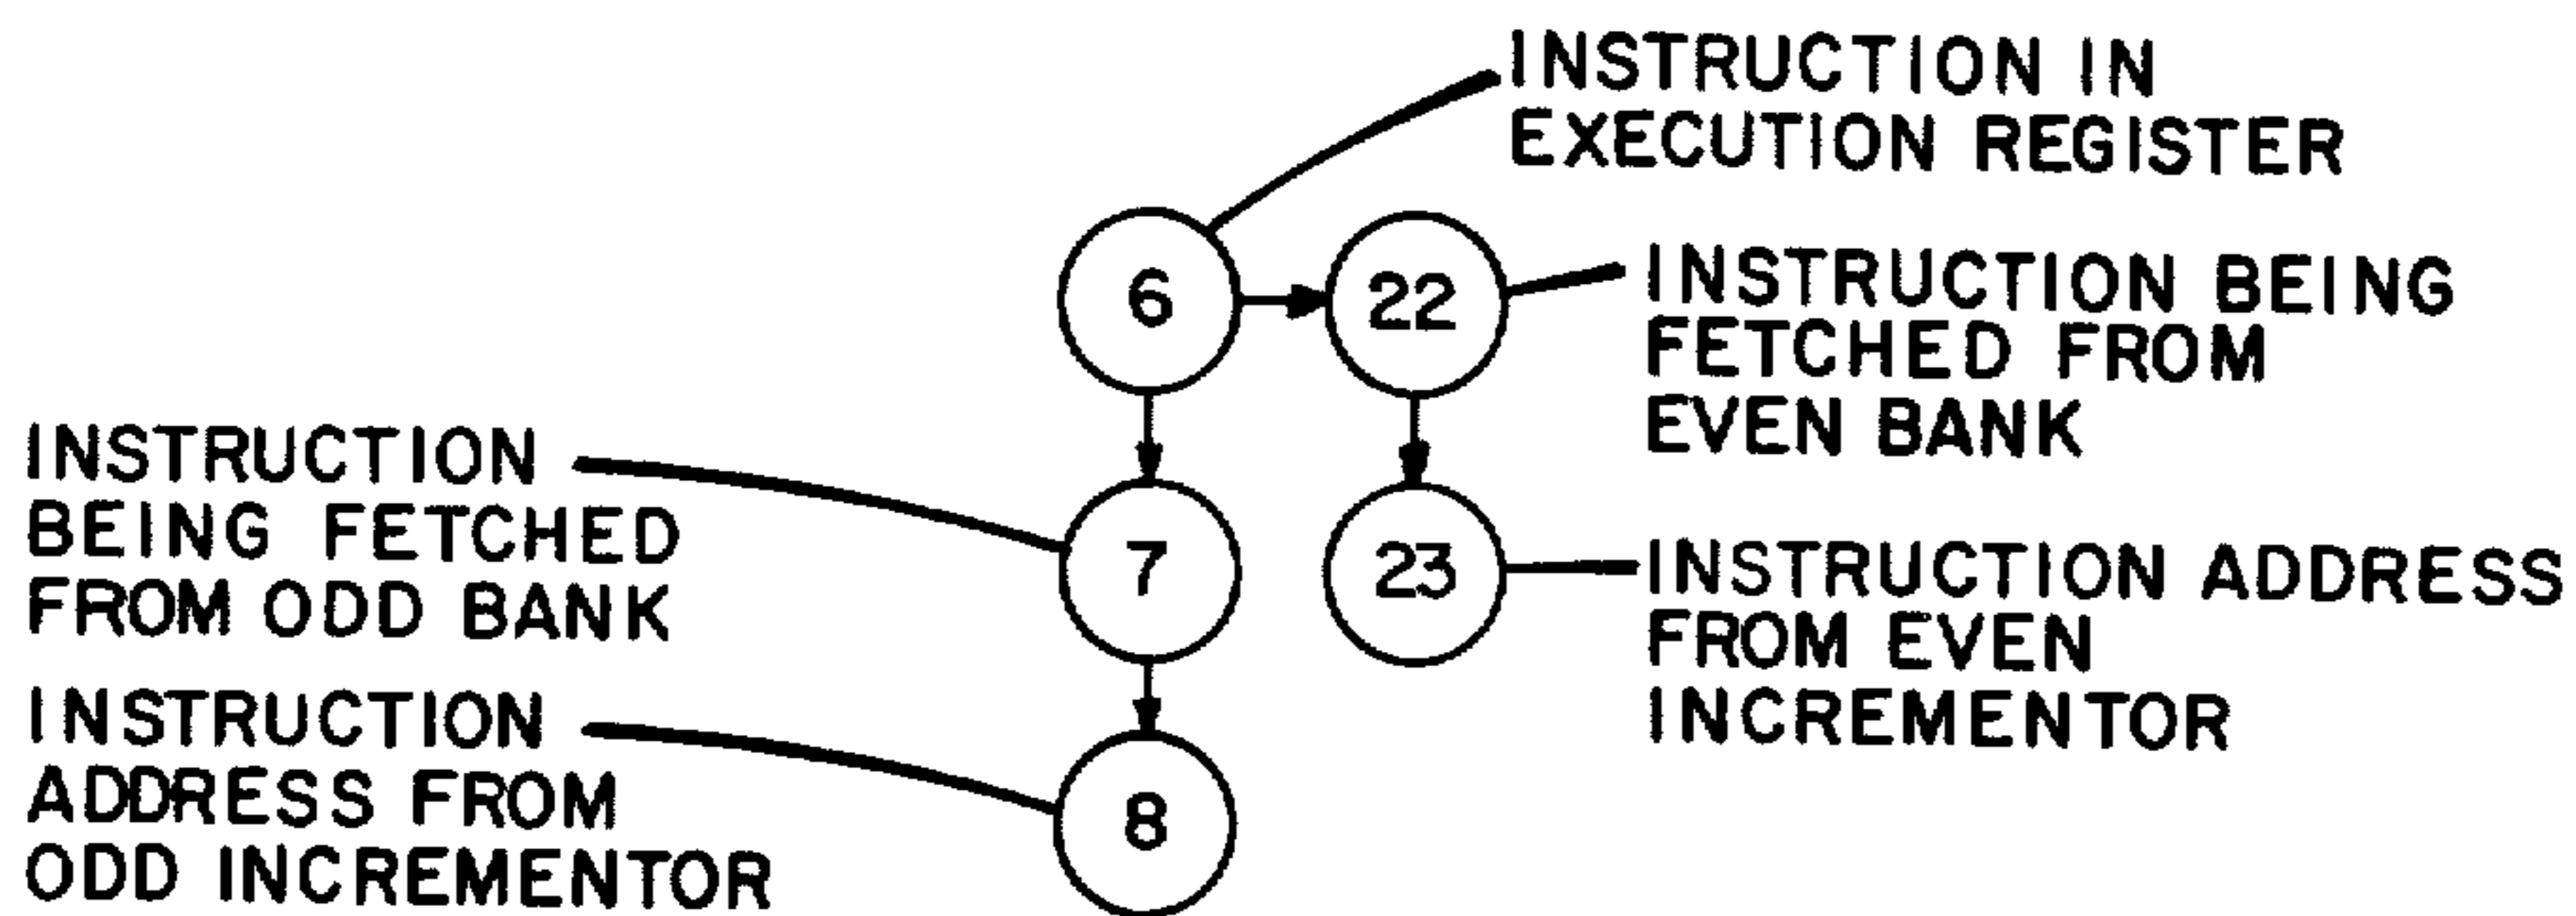 INSTRUCTION IN
EXECUTION REGISTER
6
22
INSTRUCTION BEING
FETCHED FROM
EVEN BANK
INSTRUCTION
BEING FETCHED
FROM ODD BANK
7
23
INSTRUCTION ADDRESS
FROM EVEN
INCREMENTOR
INSTRUCTION
ADDRESS FROM
ODD INCREMENTOR
8